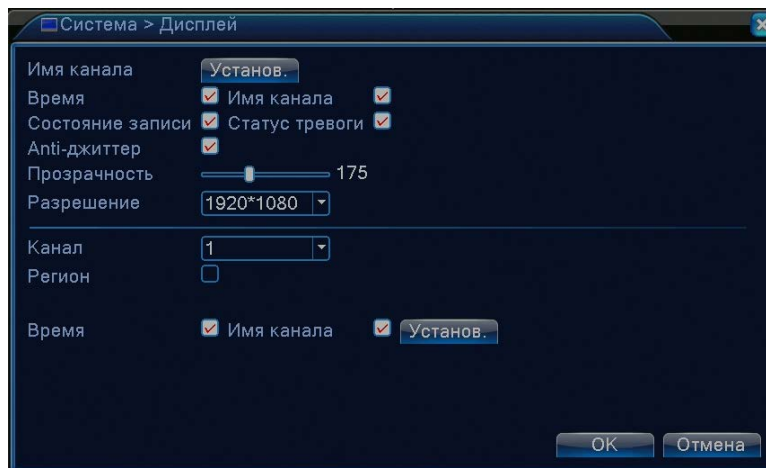 Система > Дисплей
Имя канала Установ.
Время Имя канала
Состояние записи Статус тревоги
Anti-джиттер
Прозрачность 175
Разрешение 1920*1080
Канал 1
Регион
Время Имя канала Установ.
OK Отмена